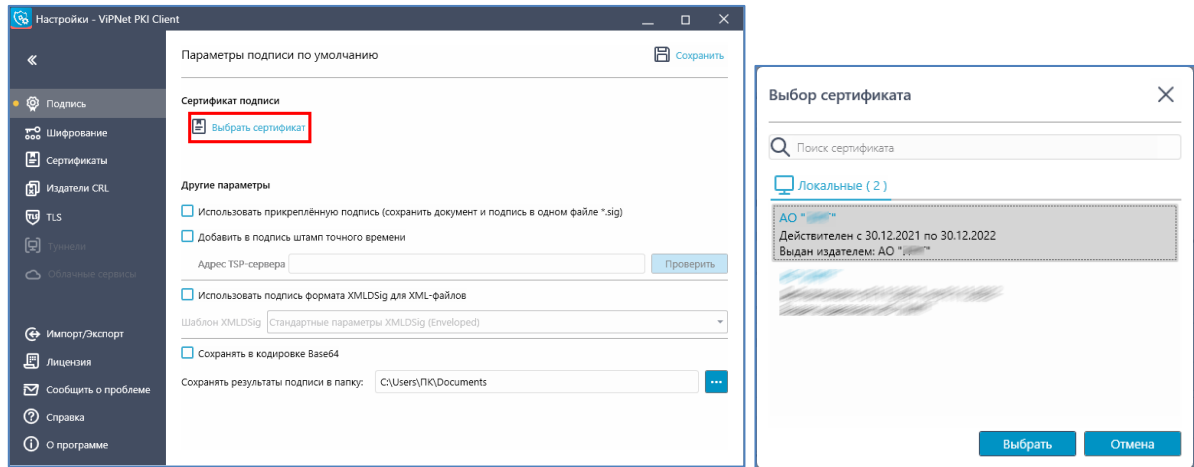 Настройки - ViPNet PKI Client
Параметры подписи по умолчанию
Сохранить
Подпись
Шифрование
Сертификаты
Издатели CRL
TLS
Туннели
Облачные сервисы
Импорт/Экспорт
Лицензия
Сообщить о проблеме
Справка
О программе
Сертификат подписи
Выбрать сертификат
Другие параметры
Использовать прикреплённую подпись (сохранить документ и подпись в одном файле *.sig)
Добавить в подпись штамп точного времени
Адрес TSP-сервера
Проверить
Использовать подпись формата XMLDSig для XML-файлов
Шаблон XMLDSig Стандартные параметры XMLDSig (Enveloped)
Сохранять в кодировке Base64
Сохранять результаты подписи в папку: C:\Users\ПК\Documents
Выбор сертификата
Поиск сертификата
Локальные ( 2 )
АО "
Действителен с 30.12.2021 по 30.12.2022
Выдан издателем: АО "
Выбрать
Отмена